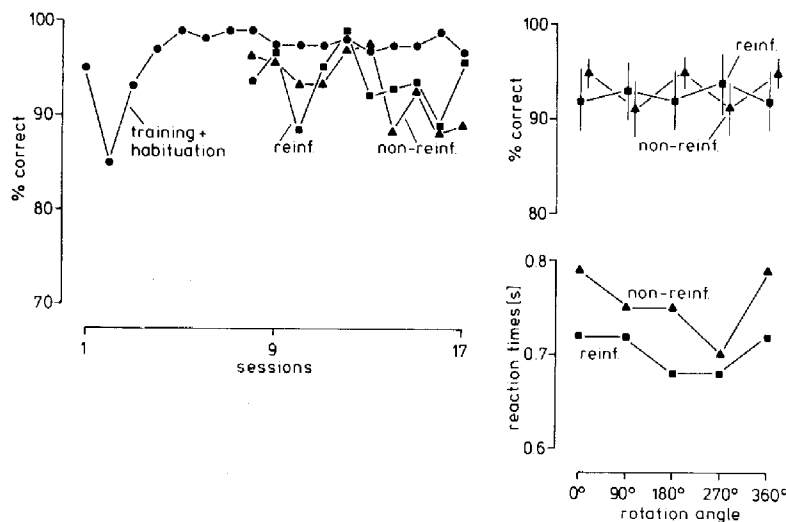 100
90
80
70
% correct
training +
habituation
reinf.
non-reinf.
1
9
17
sessions
100
90
80
% correct
reinf.
non-reinf.
0.8
0.7
0.6
reaction times [s]
non-reinf.
reinf.
0° 90° 180° 270° 360°
rotation angle